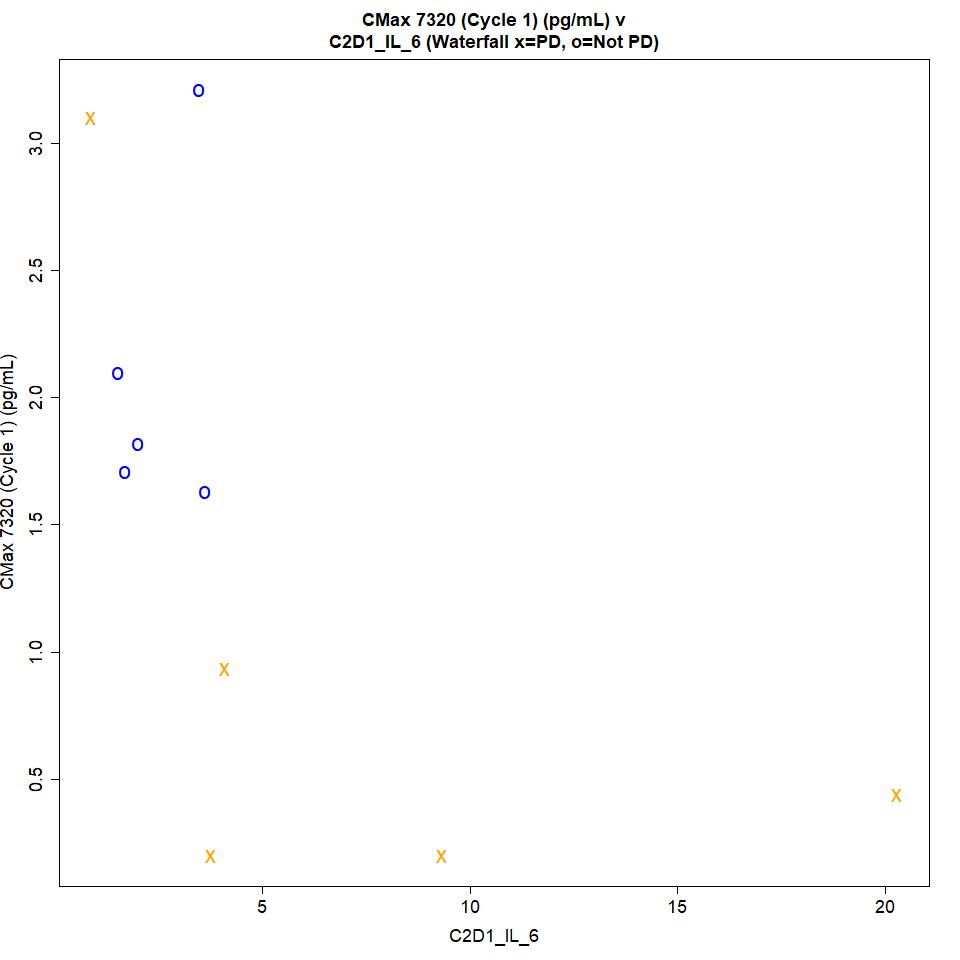 CMax 7320 (Cycle 1) (pg/mL) v
C2D1_IL_6 (Waterfall x=PD, o=Not PD)
CMax 7320 (Cycle 1) (pg/mL)
3.0
2.5
2.0
1.5
1.0
0.5
X
O
O
O
O
O
X
X
X
X
5
10
15
20
C2D1_IL_6